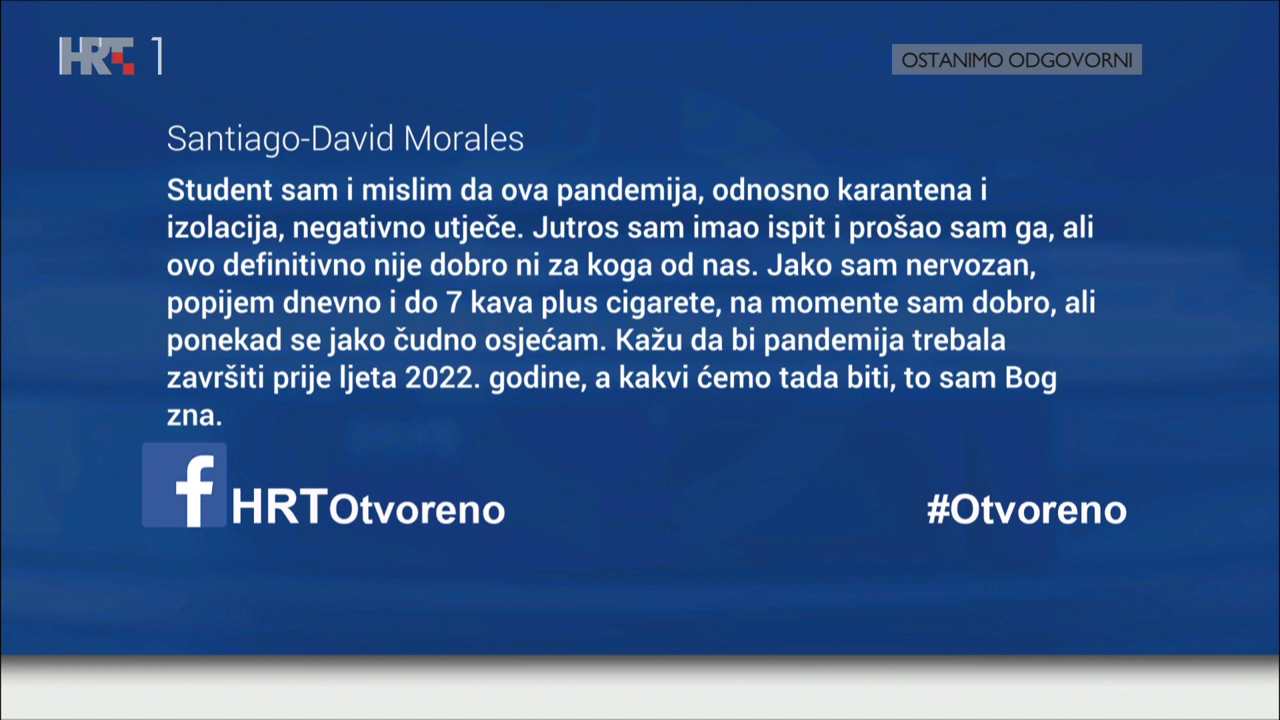 HRT 1
OSTANIMO ODGOVORNI
Santiago-David Morales
Student sam i mislim da ova pandemija, odnosno karantena i
izolacija, negativno utječe. Jutros sam imao ispit i prošao sam ga, ali
ovo definitivno nije dobro ni za koga od nas. Jako sam nervozan,
popijem dnevno i do 7 kava plus cigarete, na momente sam dobro, ali
ponekad se jako čudno osjećam. Kažu da bi pandemija trebala
završiti prije ljeta 2022. godine, a kakvi ćemo tada biti, to sam Bog
zna.
f HRTOtvoreno
#Otvoreno